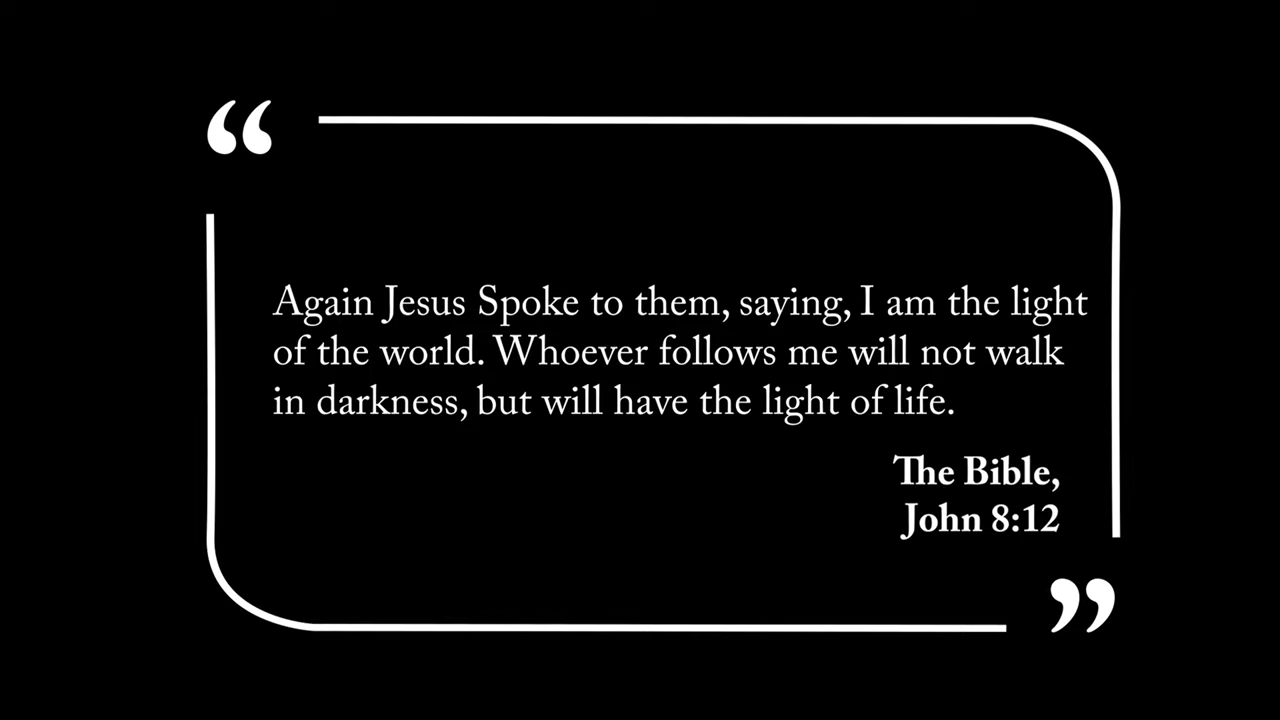 “
Again Jesus Spoke to them, saying, I am the light
of the world. Whoever follows me will not walk
in darkness, but will have the light of life.
The Bible,
John 8:12
”